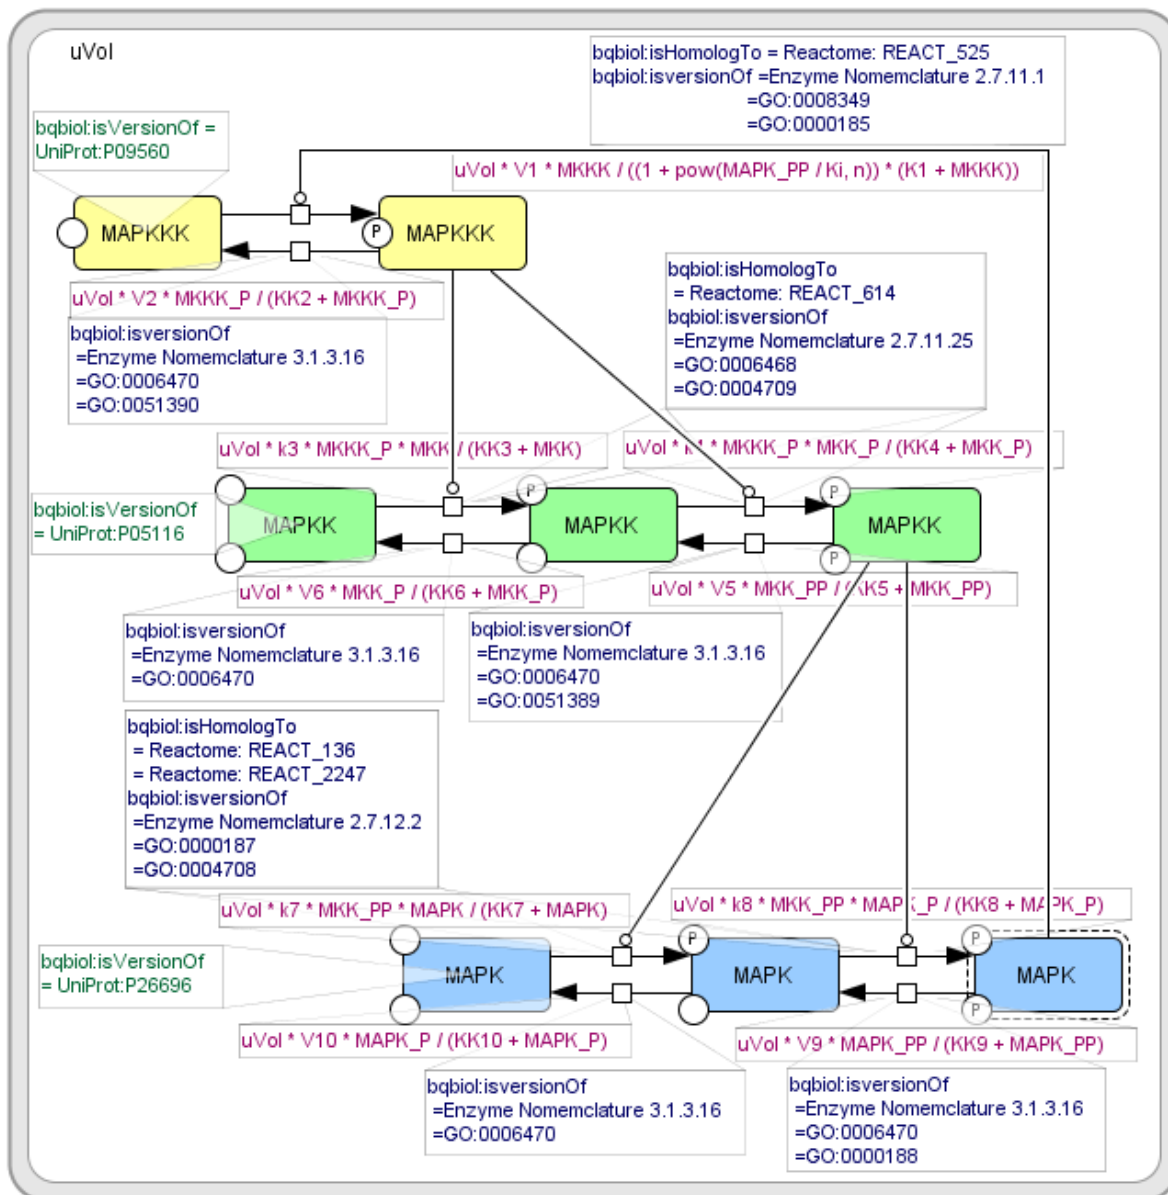 uVol
bqbiol:isHomologTo = Reactome: REACT_525
bqbiol:isversionOf =Enzyme Nomemclature 2.7.11.1
=GO:0008349
=GO:0000185
bqbiol:isVersionOf =
UniProt:P09560
uVol * V1 * MKKK / ((1 + pow(MAPK_PP / Ki, n)) * (K1 + MKKK))
MAPKKK
P
MAPKKK
uVol * V2 * MKKK_P / (KK2 + MKKK_P)
bqbiol:isversionOf
=Enzyme Nomemclature 3.1.3.16
=GO:0006470
=GO:0051390
bqbiol:isHomologTo
= Reactome: REACT_614
bqbiol:isversionOf
=Enzyme Nomemclature 2.7.11.25
=GO:0006468
=GO:0004709
uVol * k3 * MKKK_P * MKK / (KK3 + MKK)
uVol * k4 * MKKK_P * MKK_P / (KK4 + MKK_P)
bqbiol:isVersionOf
= UniProt:P05116
MAPKK
P
MAPKK
P
MAPKK
P
uVol * V6 * MKK_P / (KK6 + MKK_P)
uVol * V5 * MKK_PP / (KK5 + MKK_PP)
bqbiol:isversionOf
=Enzyme Nomemclature 3.1.3.16
=GO:0006470
bqbiol:isversionOf
=Enzyme Nomemclature 3.1.3.16
=GO:0006470
=GO:0051389
bqbiol:isHomologTo
= Reactome: REACT_136
= Reactome: REACT_2247
bqbiol:isversionOf
=Enzyme Nomemclature 2.7.12.2
=GO:0000187
=GO:0004708
uVol * k7 * MKK_PP * MAPK / (KK7 + MAPK)
uVol * k8 * MKK_PP * MAPK_P / (KK8 + MAPK_P)
bqbiol:isVersionOf
= UniProt:P26696
MAPK
P
MAPK
P
MAPK
P
uVol * V10 * MAPK_P / (KK10 + MAPK_P)
uVol * V9 * MAPK_PP / (KK9 + MAPK_PP)
bqbiol:isversionOf
=Enzyme Nomemclature 3.1.3.16
=GO:0006470
bqbiol:isversionOf
=Enzyme Nomemclature 3.1.3.16
=GO:0006470
=GO:0000188